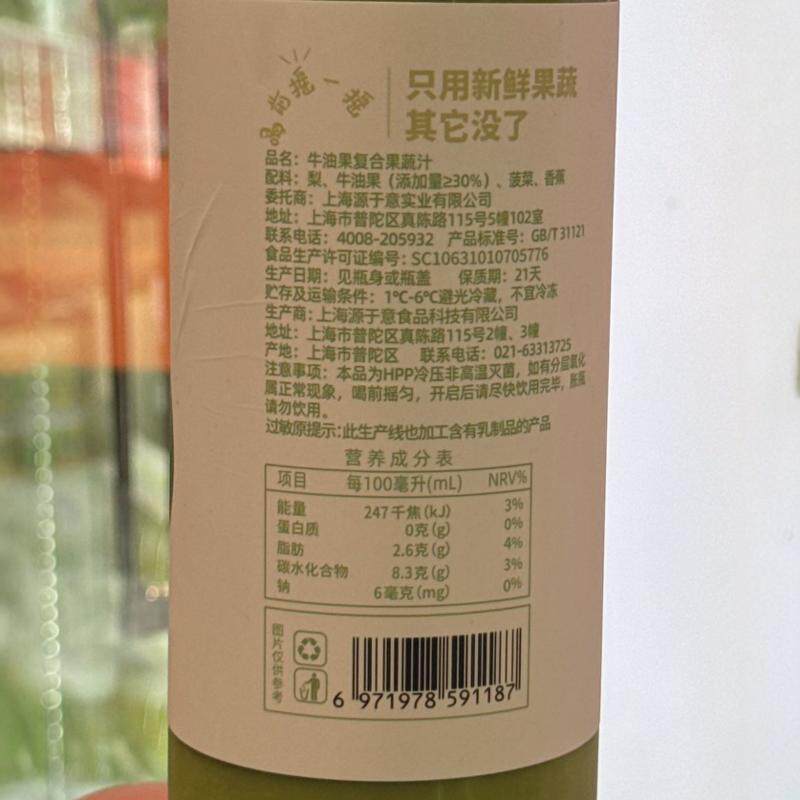 喝前摇一摇
只用新鲜果蔬
其它没了
品名：牛油果复合果蔬汁
配料：梨、牛油果（添加量≥30%）、菠菜、香蕉
委托商：上海源于意实业有限公司
地址：上海市普陀区真陈路115号5幢102室
联系电话：4008-205932 产品标准号：GB/T 31121
食品生产许可证编号：SC10631010705776
生产日期：见瓶身或瓶盖 保质期：21天
贮存及运输条件：1℃-6℃避光冷藏，不宜冷冻
生产商：上海源于意食品科技有限公司
地址：上海市普陀区真陈路115号2幢、3幢
产地：上海市普陀区 联系电话：021-63313725
注意事项：本品为HPP冷压非高温灭菌，如有分层氧化
属正常现象，喝前摇匀，开启后请尽快饮用完毕，胀瓶
请勿饮用。
过敏原提示：此生产线也加工含有乳制品的产品
营养成分表
项目 每100毫升(mL) NRV%
能量 247千焦(kJ) 3%
蛋白质 0克(g) 0%
脂肪 2.6克(g) 4%
碳水化合物 8.3克(g) 3%
钠 6毫克(mg) 0%
图片仅供参考
6 971978 591187